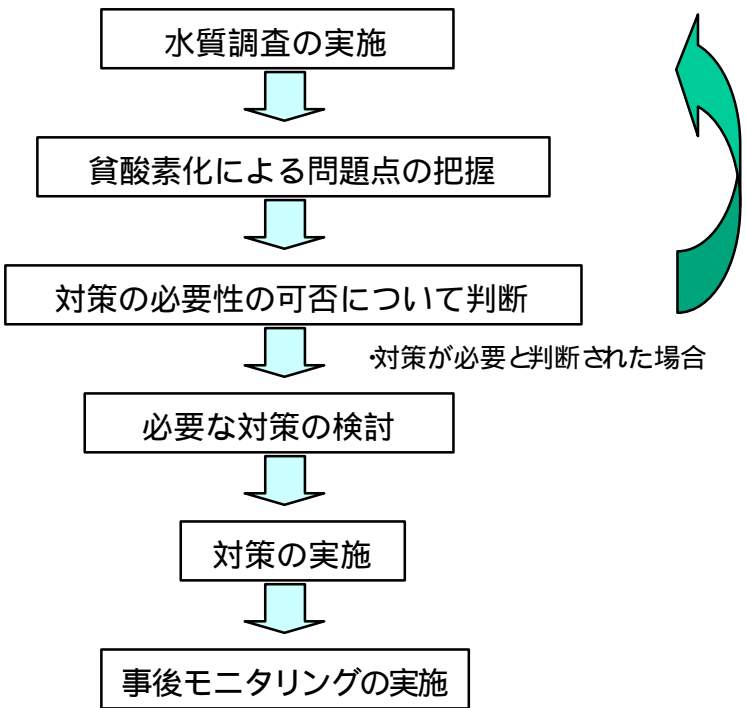 水質調査の実施
貧酸素化による問題点の把握
対策の必要性の可否について判断
・対策が必要と判断された場合
必要な対策の検討
対策の実施
事後モニタリングの実施